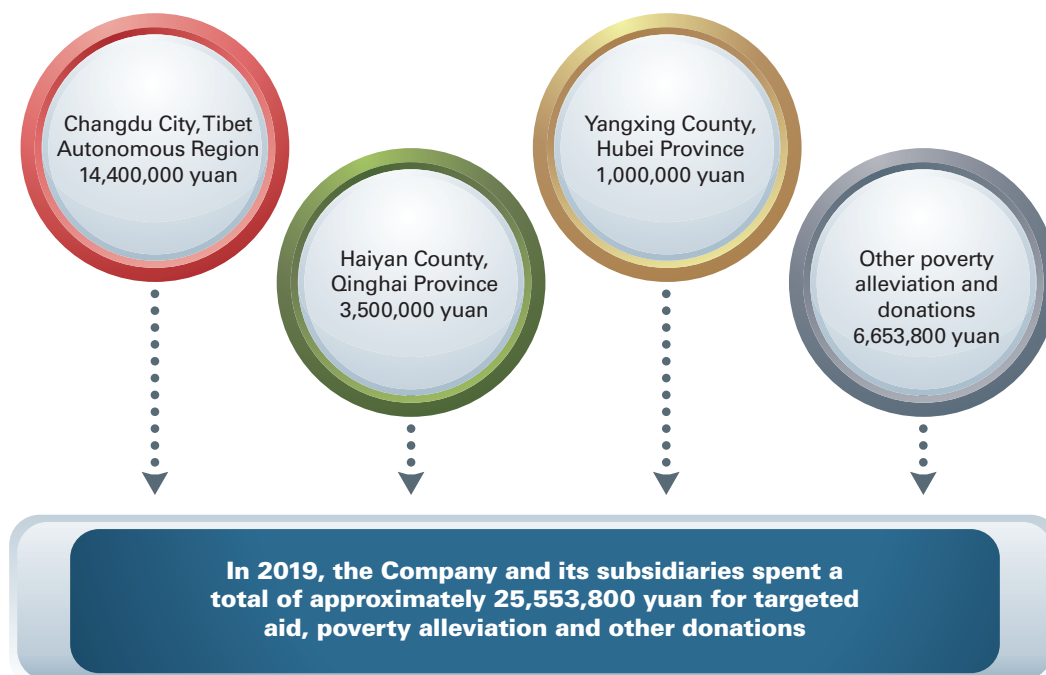 Changdu City, Tibet
Autonomous Region
14,400,000 yuan
Haiyan County,
Qinghai Province
3,500,000 yuan
Yangxing County,
Hubei Province
1,000,000 yuan
Other poverty
alleviation and
donations
6,653,800 yuan
In 2019, the Company and its subsidiaries spent a
total of approximately 25,553,800 yuan for targeted
aid, poverty alleviation and other donations